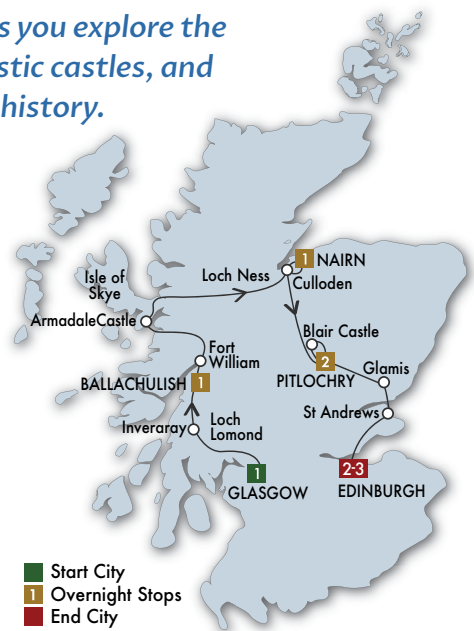 s you explore the
stic castles, and
history.
1 NAIRN
Loch Ness
Culloden
Isle of
Skye
ArmadaleCastle
Blair Castle
Fort
William
2
PITLOCHRY
Glamis
BALLACHULISH 1
St Andrews
Inveraray
Loch
Lomond
1
GLASGOW
2-3
EDINBURGH
Start City
1 Overnight Stops
End City